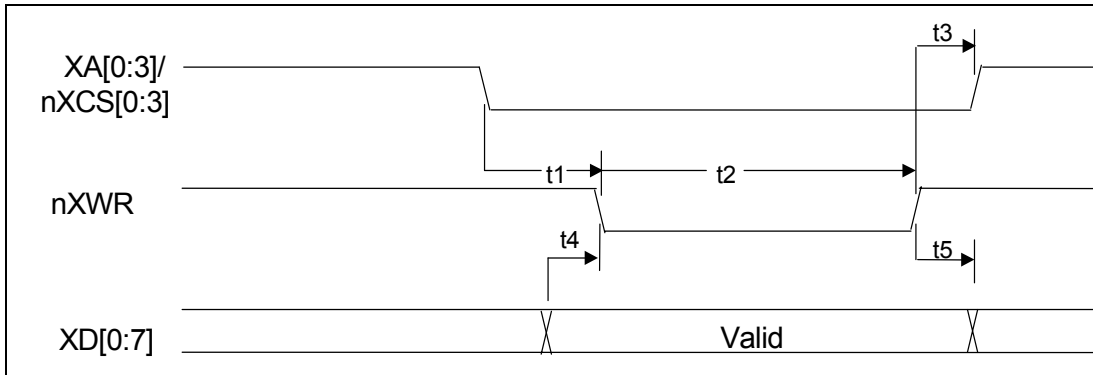 t3
XA[0:3]/
nXCS[0:3]
t1
t2
nXWR
t4
t5
XD[0:7]
Valid